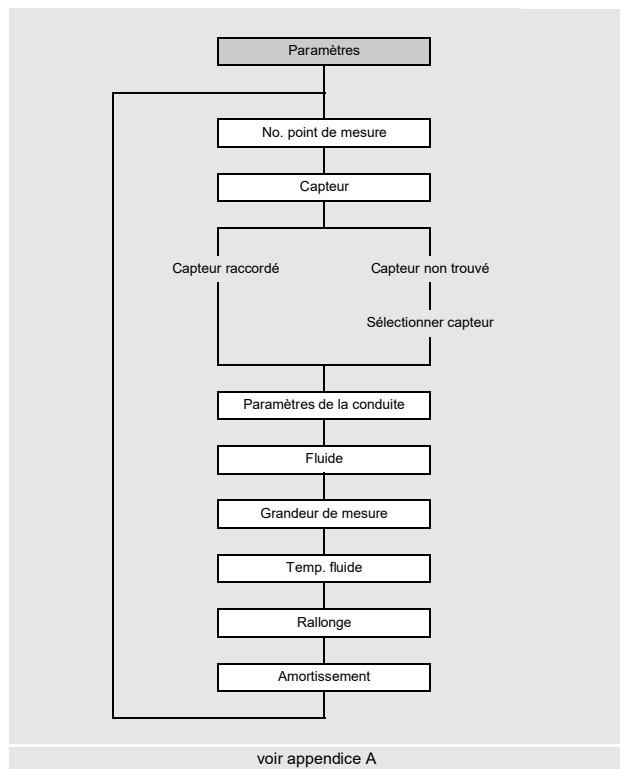 Paramètres
No. point de mesure
Capteur
Capteur raccordé
Capteur non trouvé
Sélectionner capteur
Paramètres de la conduite
Fluide
Grandeur de mesure
Temp. fluide
Rallonge
Amortissement
voir appendice A